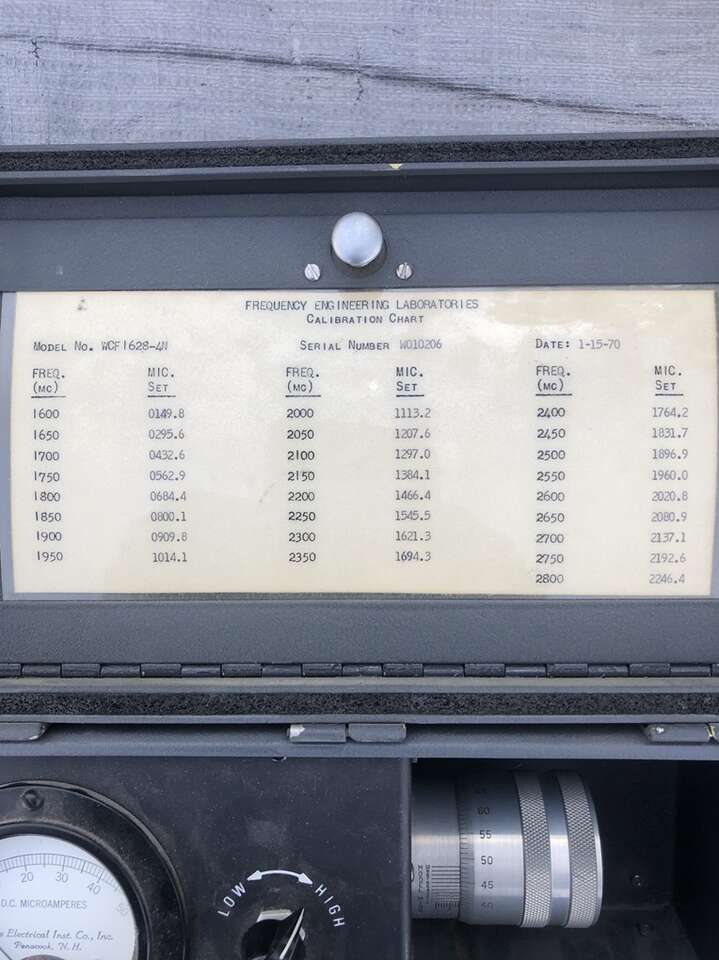 FREQUENCY ENGINEERING LABORATORIES
CALIBRATION CHART
MODEL NO. WCF1628-4N SERIAL NUMBER W010206 DATE: 1-15-70
FREQ. (MC) MIC. SET FREQ. (MC) MIC. SET FREQ. (MC) MIC. SET
1600 0149.8 2000 1113.2 2400 1764.2
1650 0295.6 2050 1207.6 2450 1831.7
1700 0432.6 2100 1297.0 2500 1896.9
1750 0562.9 2150 1384.1 2550 1960.0
1800 0684.4 2200 1466.4 2600 2020.8
1850 0800.1 2250 1545.5 2650 2080.9
1900 0909.8 2300 1621.3 2700 2137.1
1950 1014.1 2350 1694.3 2750 2192.6
2800 2246.4
20 30 40 50
D.C. MICROAMPERES
Electrical Inst. Co., Inc.
Penacook, N. H.
LOW HIGH
60
55
50
45